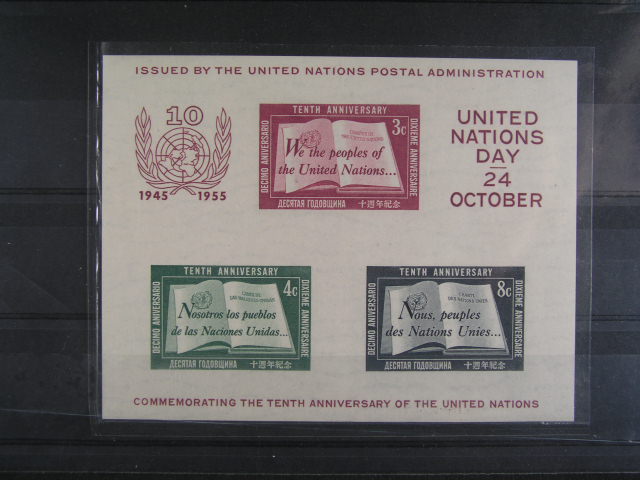 ISSUED BY THE UNITED NATIONS POSTAL ADMINISTRATION
10
1945 1955
TENTH ANNIVERSARY
3c
DECIMO ANIVERSARIO
DIXIEME ANNIVERSAIRE
We the peoples of
the United Nations...
ДЕСЯТАЯ ГОДОВЩИНА 十週年紀念
UNITED
NATIONS
DAY
24
OCTOBER
TENTH ANNIVERSARY
4c
DECIMO ANIVERSARIO
DIXIEME ANNIVERSAIRE
Nosotros los pueblos
de las Naciones Unidas...
ДЕСЯТАЯ ГОДОВЩИНА 十週年紀念
TENTH ANNIVERSARY
8c
DECIMO ANIVERSARIO
DIXIEME ANNIVERSAIRE
Nous, peuples
des Nations Unies...
ДЕСЯТАЯ ГОДОВЩИНА 十週年紀念
COMMEMORATING THE TENTH ANNIVERSARY OF THE UNITED NATIONS